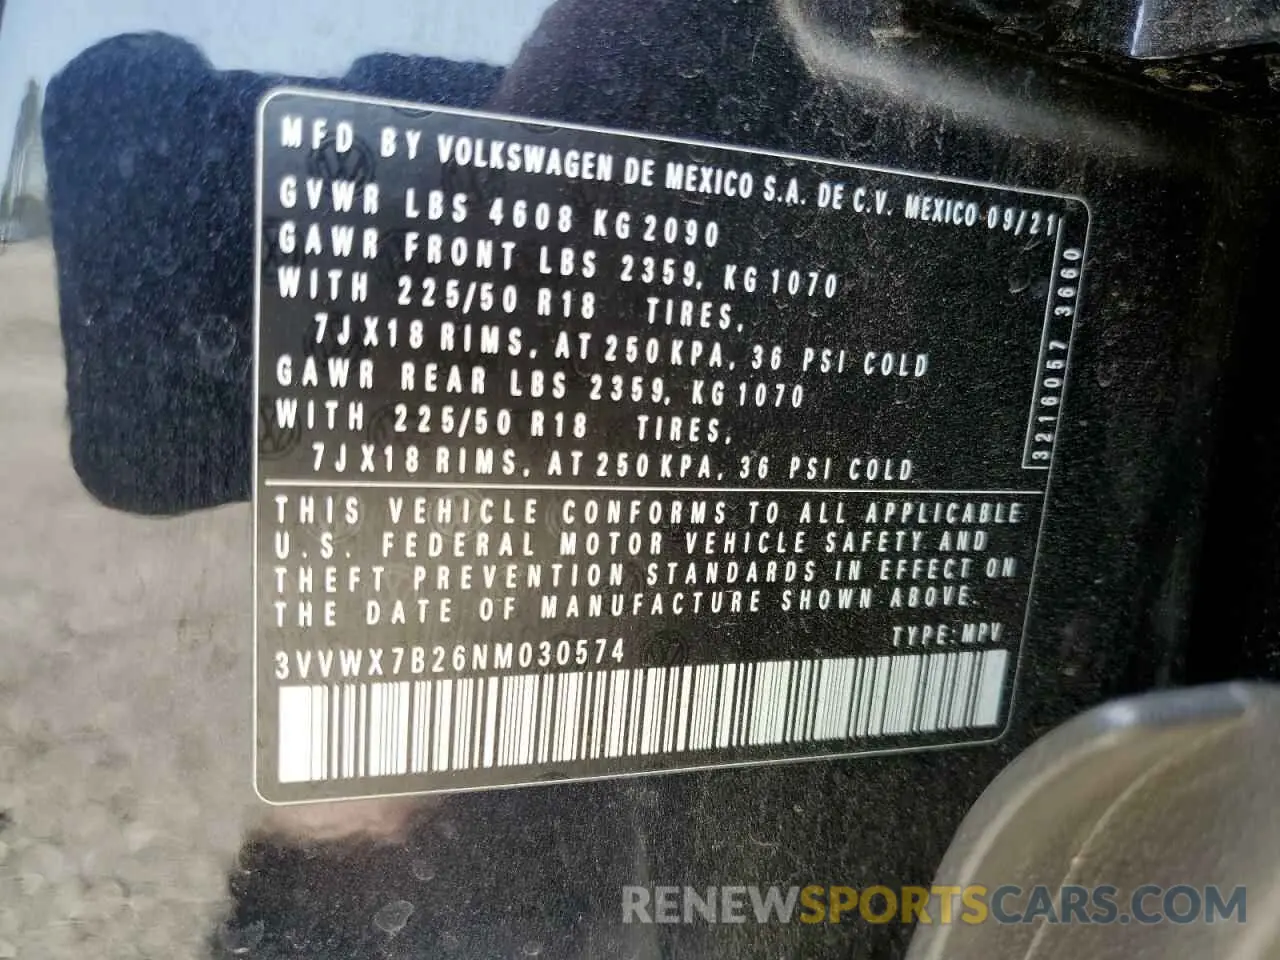 MFD BY VOLKSWAGEN DE MEXICO S.A. DE C.V. MEXICO 09/21
GVWR LBS 4608 KG 2090
GAWR FRONT LBS 2359, KG 1070
WITH 225/50 R18 TIRES,
7J X18 RIMS, AT 250 KPA, 36 PSI COLD
GAWR REAR LBS 2359, KG 1070
WITH 225/50 R18 TIRES,
7J X18 RIMS, AT 250 KPA, 36 PSI COLD
3216057 3660
THIS VEHICLE CONFORMS TO ALL APPLICABLE
U.S. FEDERAL MOTOR VEHICLE SAFETY AND
THEFT PREVENTION STANDARDS IN EFFECT ON
THE DATE OF MANUFACTURE SHOWN ABOVE.
TYPE: MPV
3VVWX7B26NM030574
RENEWSPORTSCARS.COM